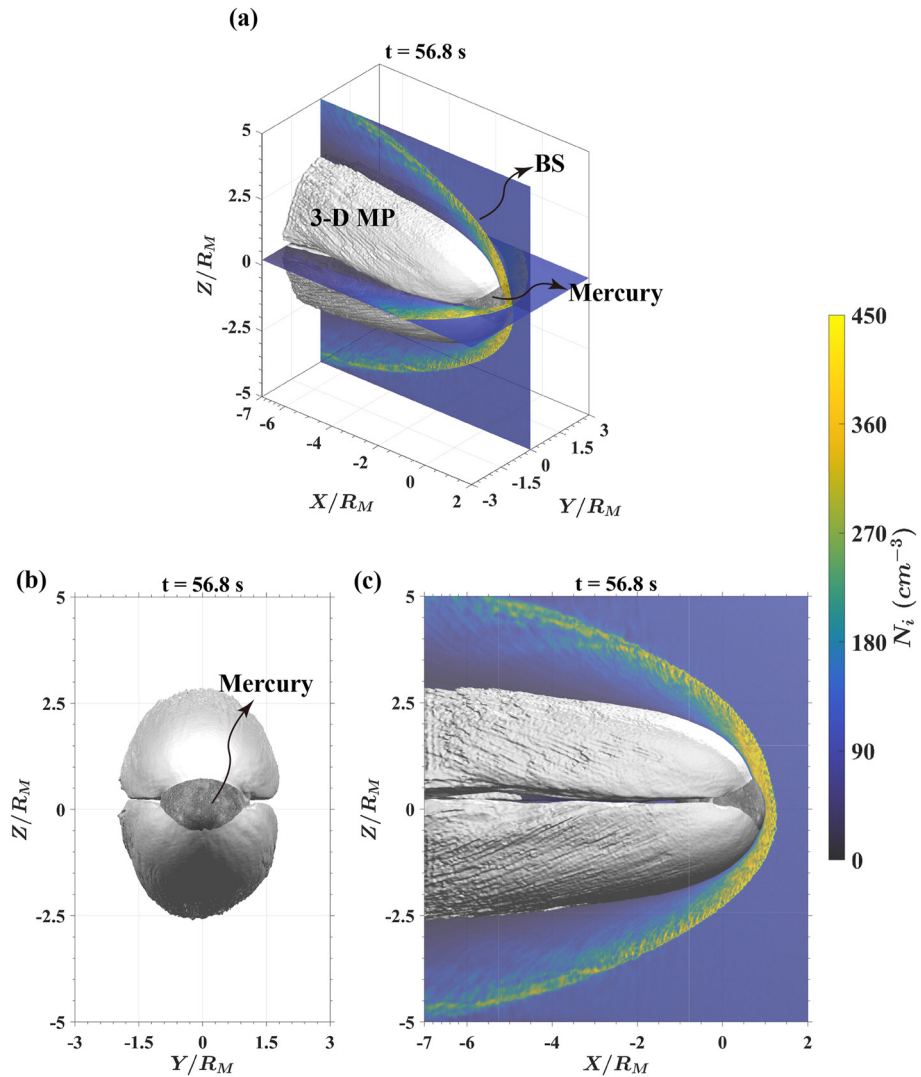 (a)
t = 56.8 s
BS
3-D MP
Mercury
Z/R_M
5
2.5
0
-2.5
-5
-7
-6
-4
-2
0
2
X/R_M
-3
-1.5
0
1.5
3
Y/R_M
450
360
270
180
90
0
N_i (cm^{-3})
(b)
t = 56.8 s
Mercury
Z/R_M
5
2.5
0
-2.5
-5
-3
-1.5
0
1.5
3
Y/R_M
(c)
t = 56.8 s
Z/R_M
5
2.5
0
-2.5
-5
-7
-6
-4
-2
0
2
X/R_M